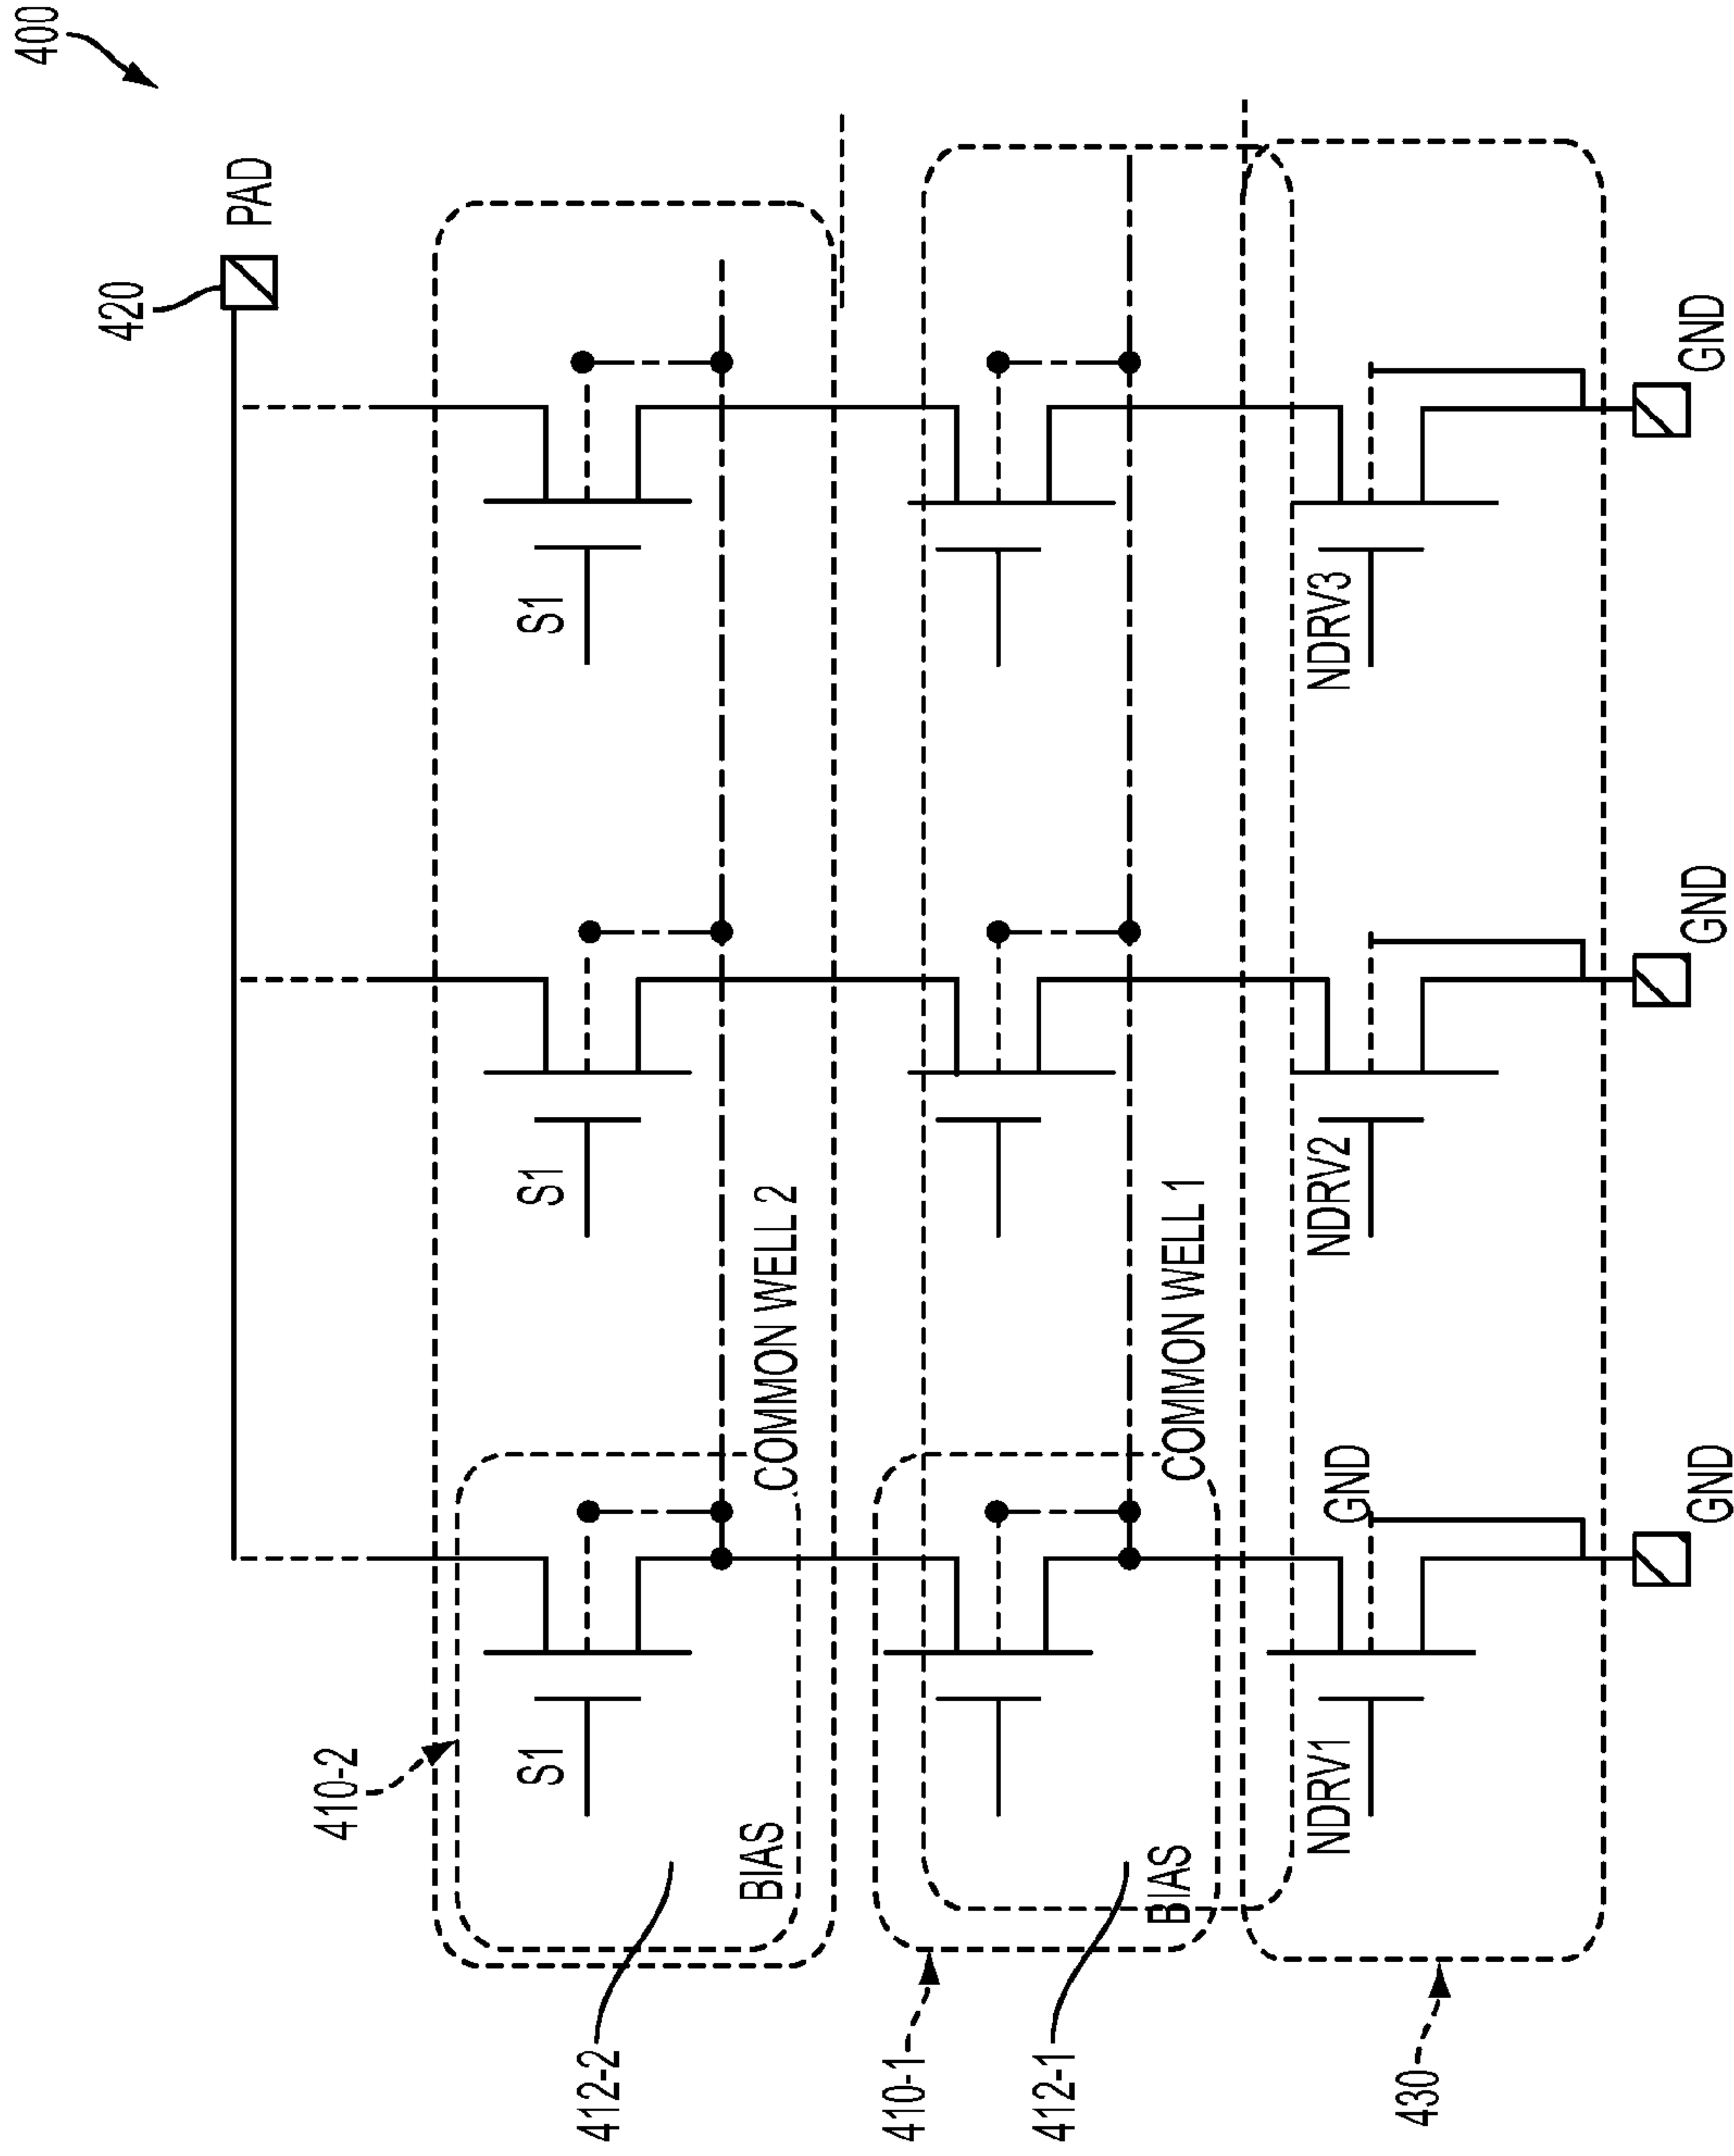 400
PAD
420
410-2
S1
S1
S1
BIAS
COMMON WELL 2
412-2
410-1
BIAS
COMMON WELL 1
412-1
NDRV1
GND
NDRV2
NDRV3
430
GND
GND
GND